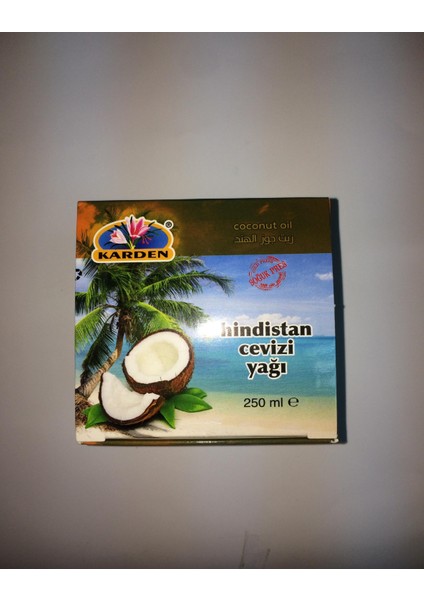 KARDEN ®
coconut oil
زيت جوز الهند
SOĞUK PRES
hindistan
cevizi
yağı
250 ml ℮